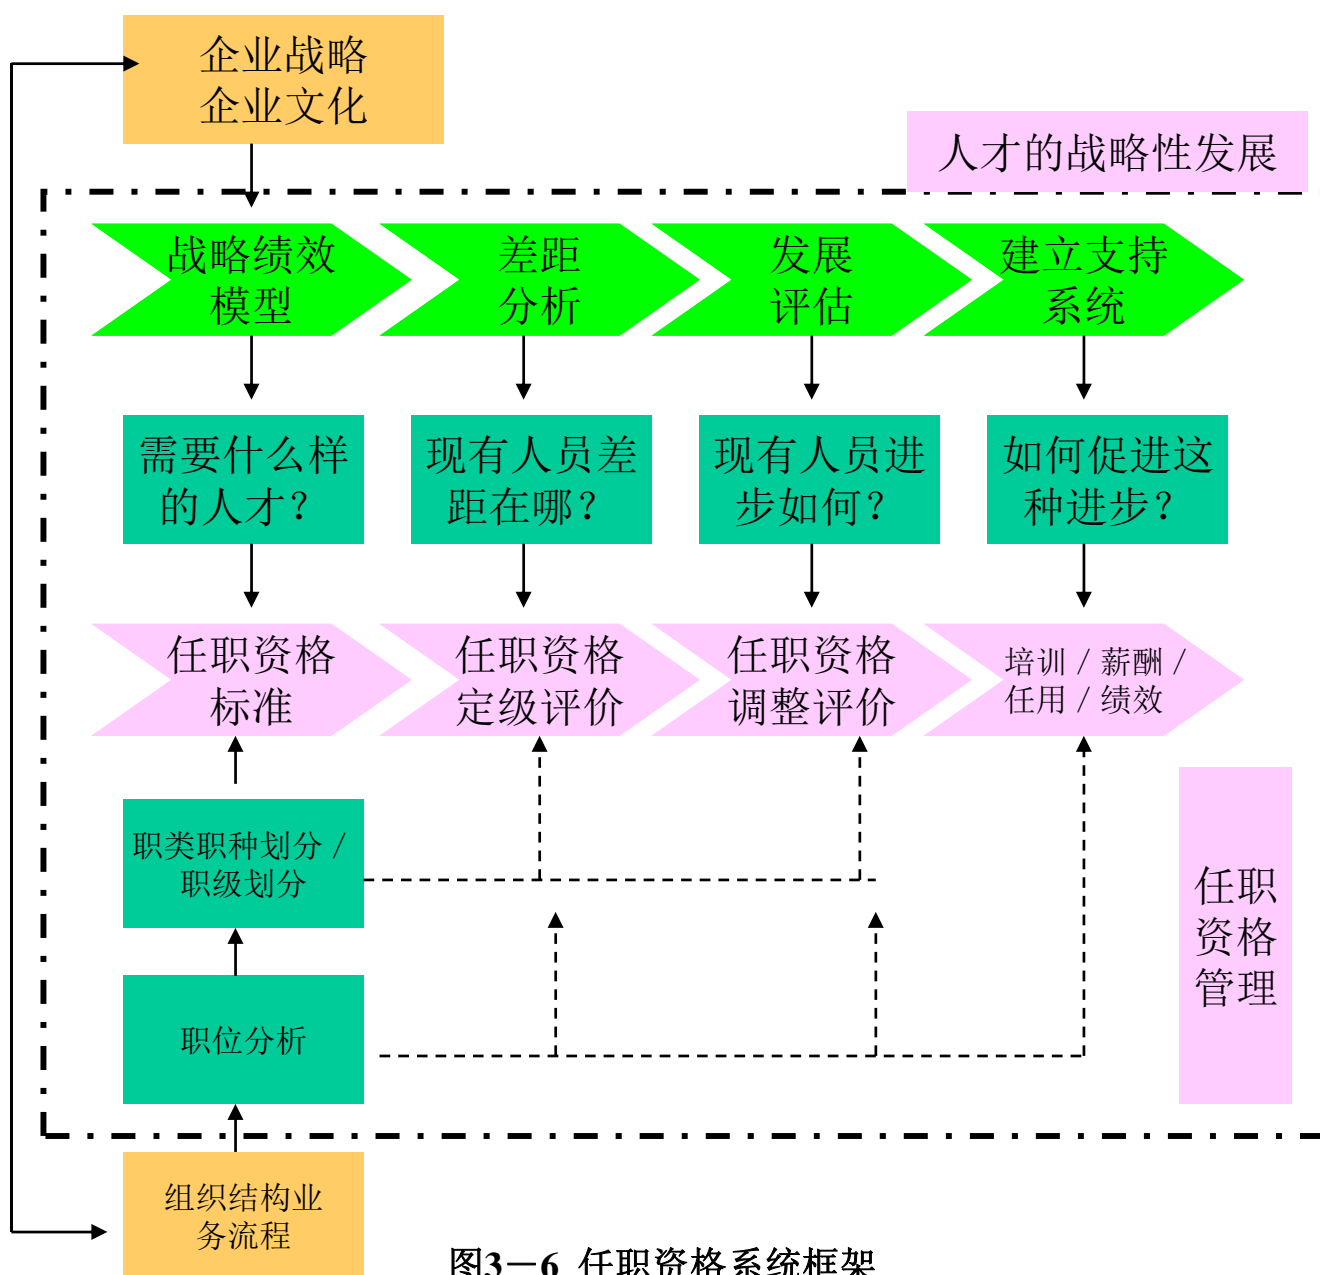 企业战略
企业文化
人才的战略性发展
战略绩效
模型
差距
分析
发展
评估
建立支持
系统
需要什么样
的人才？
现有人员差
距在哪？
现有人员进
步如何？
如何促进这
种进步？
任职资格
标准
任职资格
定级评价
任职资格
调整评价
培训／薪酬／
任用／绩效
职类职种划分／
职级划分
任职
资格
管理
职位分析
组织结构业
务流程
图3－6 任职资格系统框架